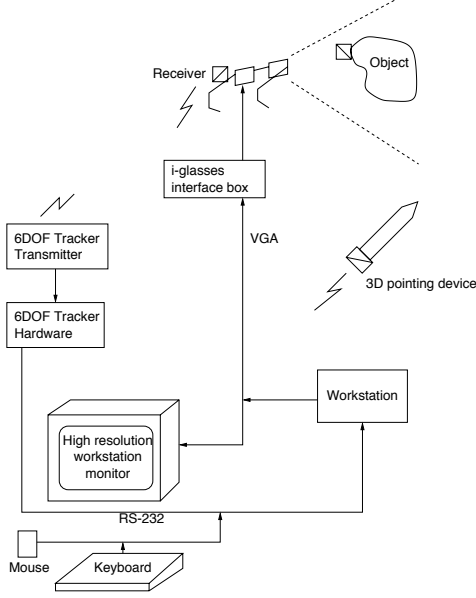 Receiver
Object
i-glasses
interface box
VGA
6DOF Tracker
Transmitter
3D pointing device
6DOF Tracker
Hardware
Workstation
High resolution
workstation
monitor
RS-232
Mouse
Keyboard